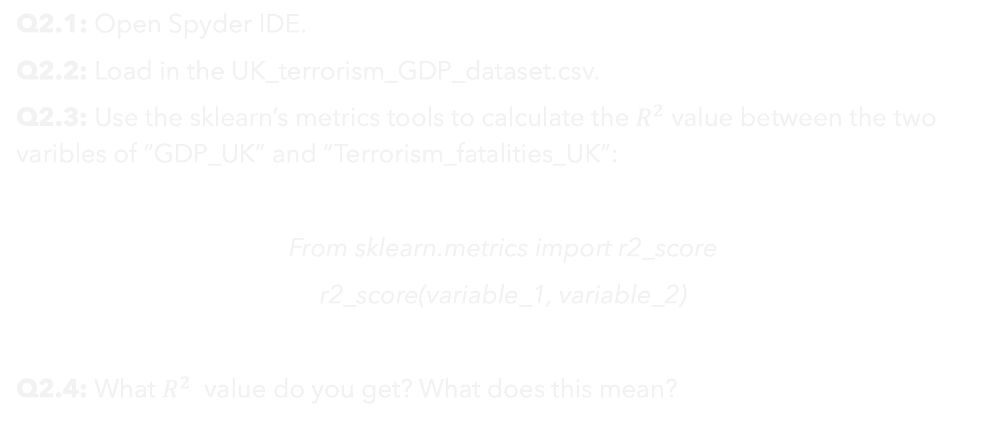 Q2.1: Open Spyder IDE.
Q2.2: Load in the UK_terrorism_GDP_dataset.csv.
Q2.3: Use the sklearn’s metrics tools to calculate the R² value between the two
varibles of “GDP_UK” and “Terrorism_fatalities_UK”:
From sklearn.metrics import r2_score
r2_score(variable_1, variable_2)
Q2.4: What R² value do you get? What does this mean?